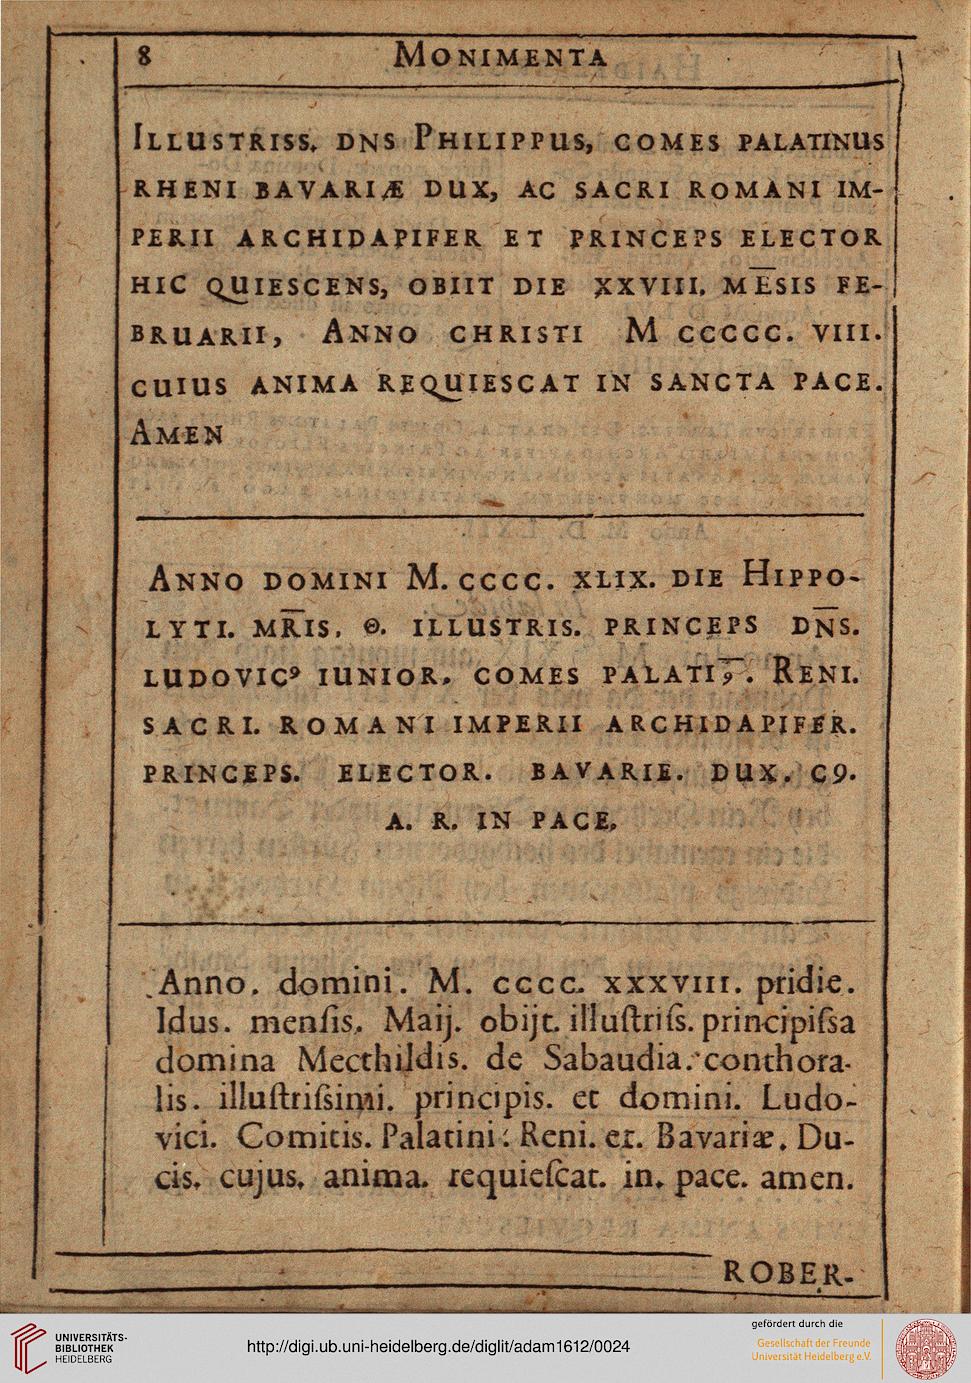 8 MONIMENTA
ILLUSTRISS. DNS PHILIPPUS, COMES PALATINUS
RHENI BAVARIÆ DUX, AC SACRI ROMANI IM-
PERII ARCHIDAPIFER ET PRINCEPS ELECTOR
HIC QUIESCENS, OBIIT DIE XXVIII. MĒSIS FE-
BRUARII, ANNO CHRISTI M CCCCC. VIII.
CUIUS ANIMA REQUIESCAT IN SANCTA PACE.
AMEN
ANNO DOMINI M. CCCC. XLIX. DIE HIPPO-
LYTI. MR̄IS. Θ. ILLUSTRIS. PRINCEPS DN̄S.
LUDOVICꝰ IUNIOR. COMES PALATI9̄. RENI.
SACRI. ROMANI IMPERII ARCHIDAPIFER.
PRINCEPS. ELECTOR. BAVARIE. DUX. C9.
A. R. IN PACE.
Anno. domini. M. CCCC. XXXVIII. pridie.
Idus. menſis. Maij. obijt. illuſtriſs. principiſsa
domina Mecthildis. de Sabaudia. conthora-
lis. illuſtriſsimi. principis. et domini. Ludo-
vici. Comitis. Palatini. Reni. et. Bavariæ. Du-
cis. cujus. anima. requieſcat. in. pace. amen.
ROBER-
UNIVERSITÄTS-
BIBLIOTHEK
HEIDELBERG
http://digi.ub.uni-heidelberg.de/diglit/adam1612/0024
gefördert durch die
Gesellschaft der Freunde
Universität Heidelberg e.V.